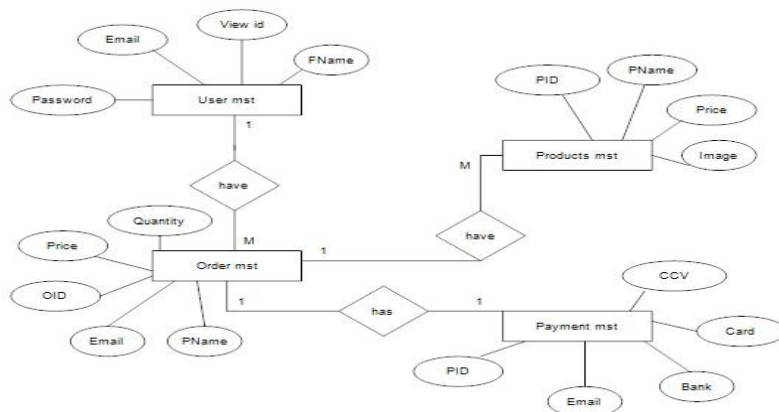 View id
Email
FName
Password
User mst
1
PID
PName
Price
Image
Products mst
M
have
M
Quantity
Price
OID
Order mst
Email
PName
1
have
1
has
1
CCV
Card
Payment mst
PID
Email
Bank